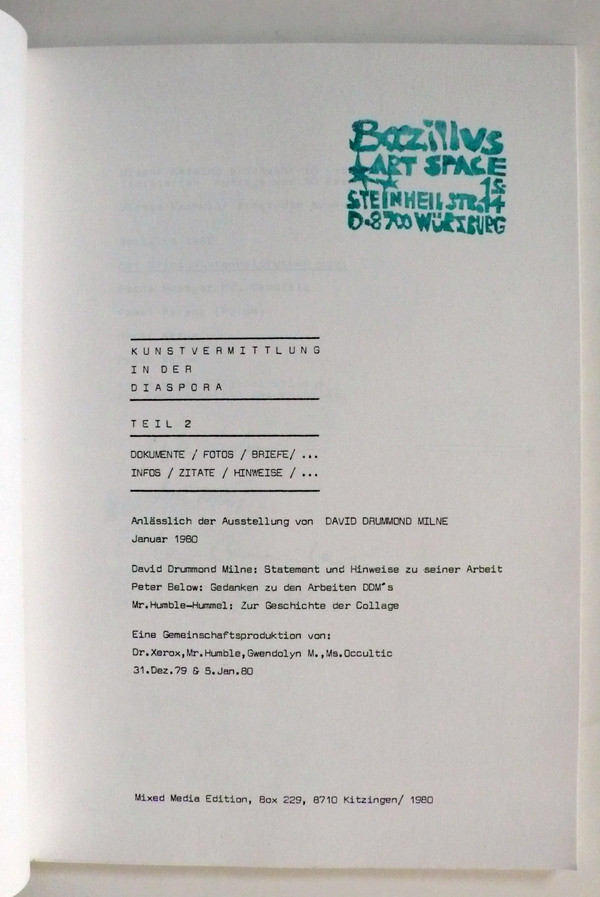 Bazillus
ART SPACE
STEINHEILSTR. 14
D-8700 WÜRZBURG
KUNSTVERMITTLUNG
IN DER
DIASPORA
TEIL 2
DOKUMENTE / FOTOS / BRIEFE/ ...
INFOS / ZITATE / HINWEISE / ...
Anlässlich der Ausstellung von DAVID DRUMMOND MILNE
Januar 1980
David Drummond Milne: Statement und Hinweise zu seiner Arbeit
Peter Below: Gedanken zu den Arbeiten DDM's
Mr.Humble-Hummel: Zur Geschichte der Collage
Eine Gemeinschaftsproduktion von:
Dr.Xerox,Mr.Humble,Gwendolyn M.,Ms.Occultic
31.Dez.79 & 5.Jan.80
Mixed Media Edition, Box 229, 8710 Kitzingen/ 1980